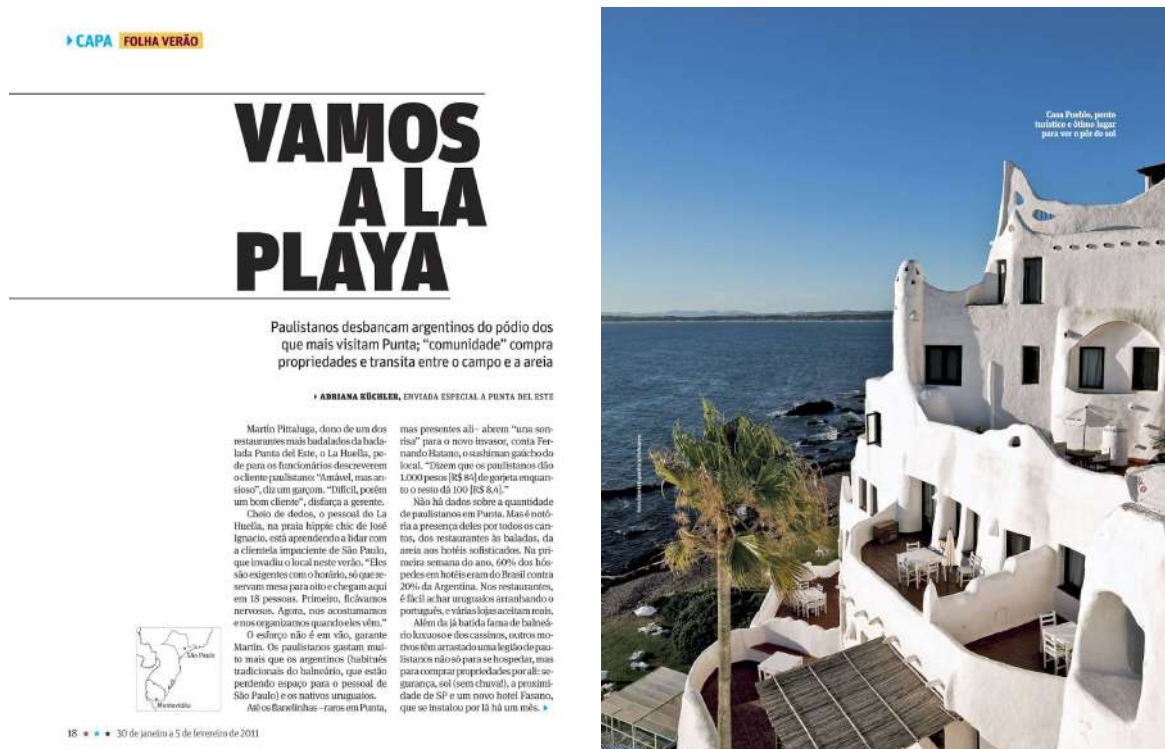 CAPA FOLHA VERÃO
VAMOS
A LA
PLAYA
Paulistanos desbancam argentinos do pódio dos
que mais visitam Punta; “comunidade” compra
propriedades e transita entre o campo e a areia
ADRIANA KÜCHLER, ENVIADA ESPECIAL A PUNTA DEL ESTE
Martín Pittaluga, dono de um dos
restaurantes mais badalados da bada-
lada Punta del Este, o La Huella, pe-
de para os funcionários descreverem
o cliente paulistano: “Amável, mas an-
sioso”, diz um garçom. “Difícil, porém
um bom cliente”, disfarça a gerente.
Cheio de dedos, o pessoal do La
Huella, na praia hippie chic de José
Ignacio, está aprendendo a lidar com
a clientela impaciente de São Paulo,
que invadiu o local neste verão. “Eles
são exigentes com o horário, só que re-
servam mesa para oito e chegam aqui
em 18 pessoas. Primeiro, ficávamos
nervosos. Agora, nos acostumamos
e nos organizamos quando eles vêm.”
O esforço não é em vão, garante
Martín. Os paulistanos gastam mui-
to mais que os argentinos (habitués
tradicionais do balneário, que estão
perdendo espaço para o pessoal de
São Paulo) e os nativos uruguaios.
Até os flanelinhas –raros em Punta,
mas presentes ali– abrem “una son-
risa” para o novo invasor, conta Fer-
nando Hatano, o sushiman gaúcho do
local. “Dizem que os paulistanos dão
1.000 pesos [R$ 84] de gorjeta enquan-
to o resto dá 100 [R$ 8,4].”
Não há dados sobre a quantidade
de paulistanos em Punta. Mas é notó-
ria a presença deles por todos os can-
tos, dos restaurantes às baladas, da
areia aos hotéis sofisticados. Na pri-
meira semana do ano, 60% dos hós-
pedes em hotéis eram do Brasil contra
20% da Argentina. Nos restaurantes,
é fácil achar uruguaios arranhando o
português, e várias lojas aceitam reais.
Além da já batida fama de balneá-
rio luxuoso e dos cassinos, outros mo-
tivos têm arrastado uma legião de pau-
listanos não só para se hospedar, mas
para comprar propriedades por ali: se-
gurança, sol (sem chuva!), a proximi-
dade de SP e um novo hotel Fasano,
que se instalou por lá há um mês.
São Paulo
Montevidéu
18 30 de janeiro a 5 de fevereiro de 2011
Casa Pueblo, ponto
turístico e ótimo lugar
para ver o pôr do sol